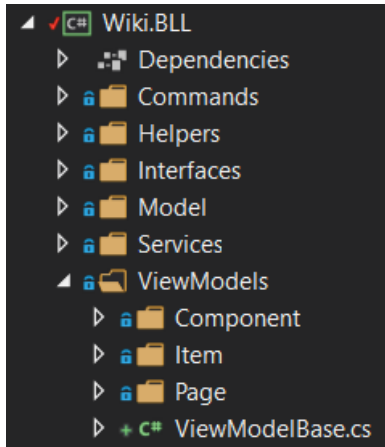 C# Wiki.BLL
Dependencies
Commands
Helpers
Interfaces
Model
Services
ViewModels
Component
Item
Page
+ C# ViewModelBase.cs